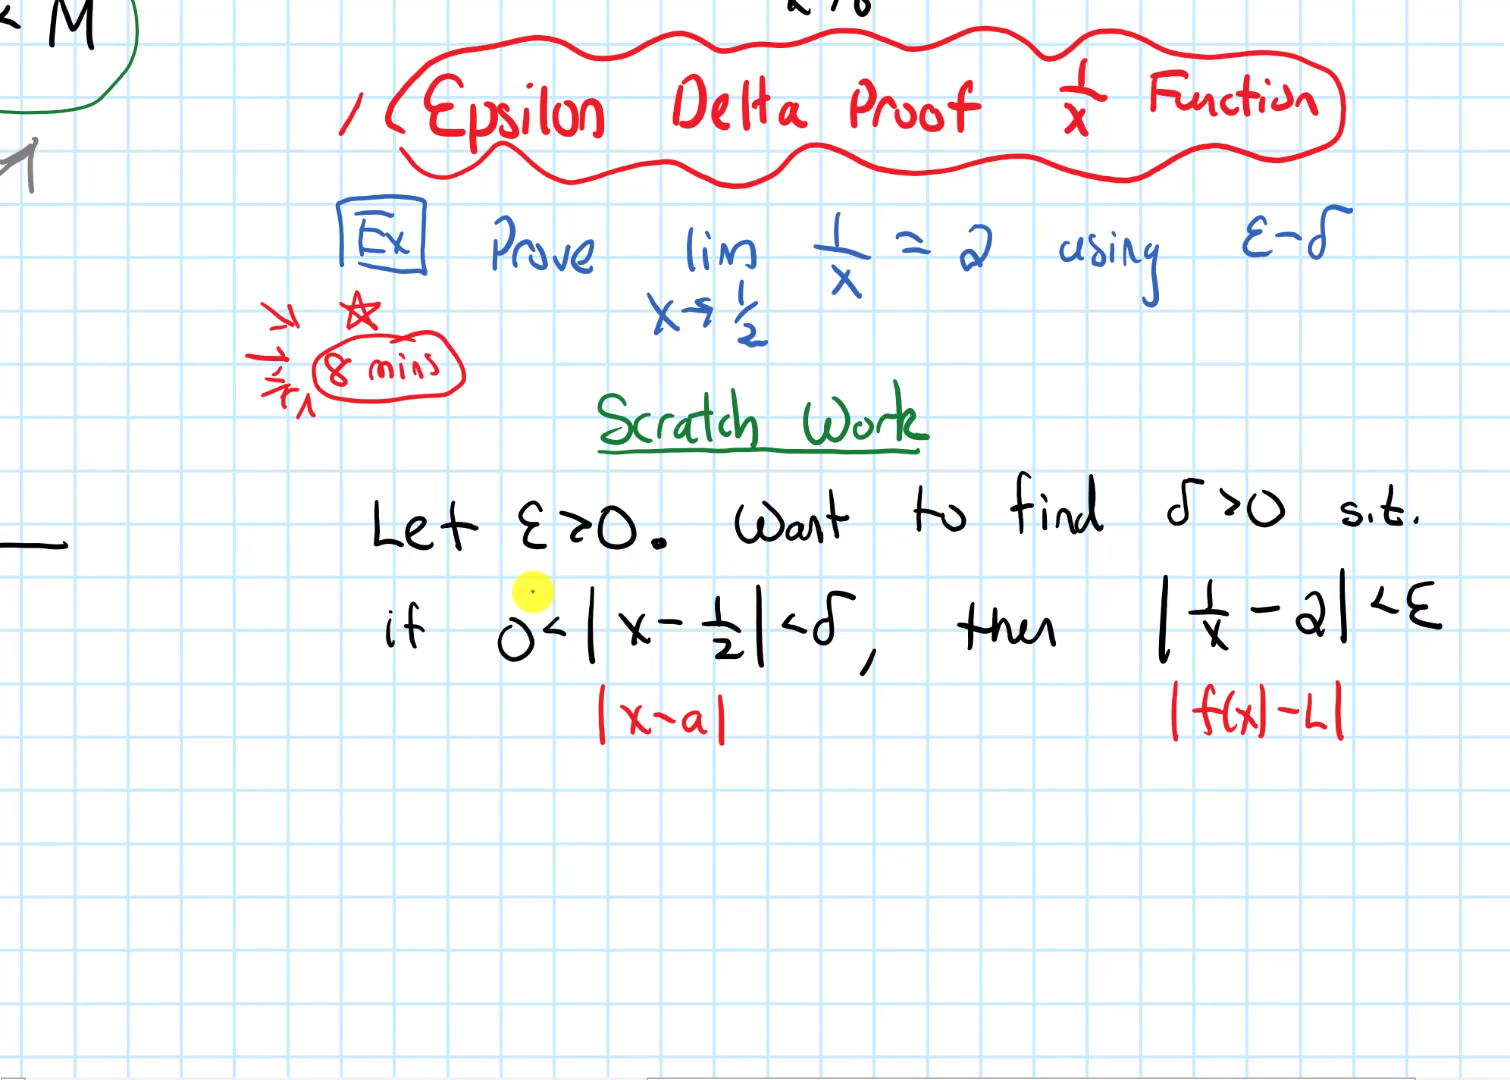 < M
Epsilon Delta Proof 1/x Function
Ex Prove lim x→1/2 1/x = 2 using ε-δ
8 mins
Scratch Work
Let ε>0. Want to find δ>0 s.t.
if 0<|x-1/2|<δ, then |1/x-2|<ε
|x-a| |f(x)-L|